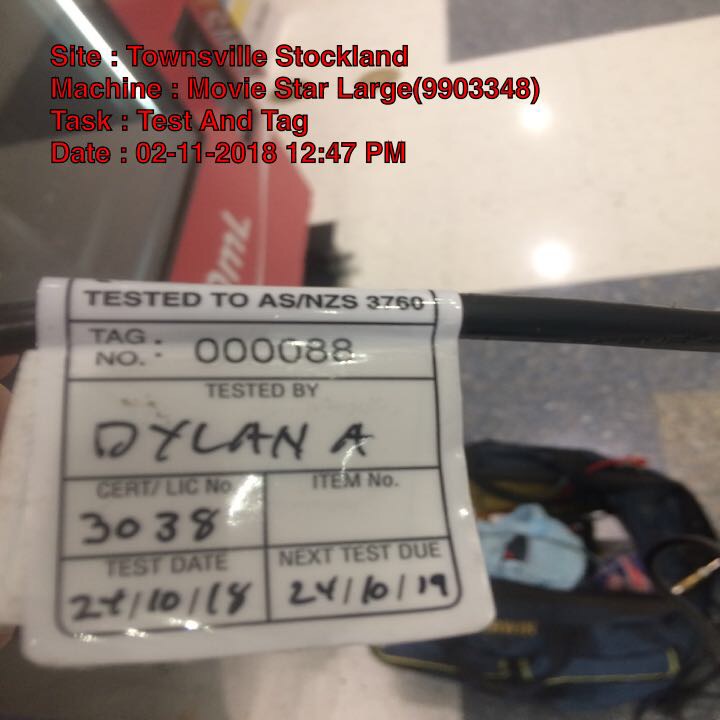 Site : Townsville Stockland
Machine : Movie Star Large(9903348)
Task : Test And Tag
Date : 02-11-2018 12:47 PM
TESTED TO AS/NZS 3760
TAG NO. : 000088
TESTED BY
DYLAN A
CERT/ LIC No.
3038
ITEM No.
TEST DATE
24/10/18
NEXT TEST DUE
24/10/19